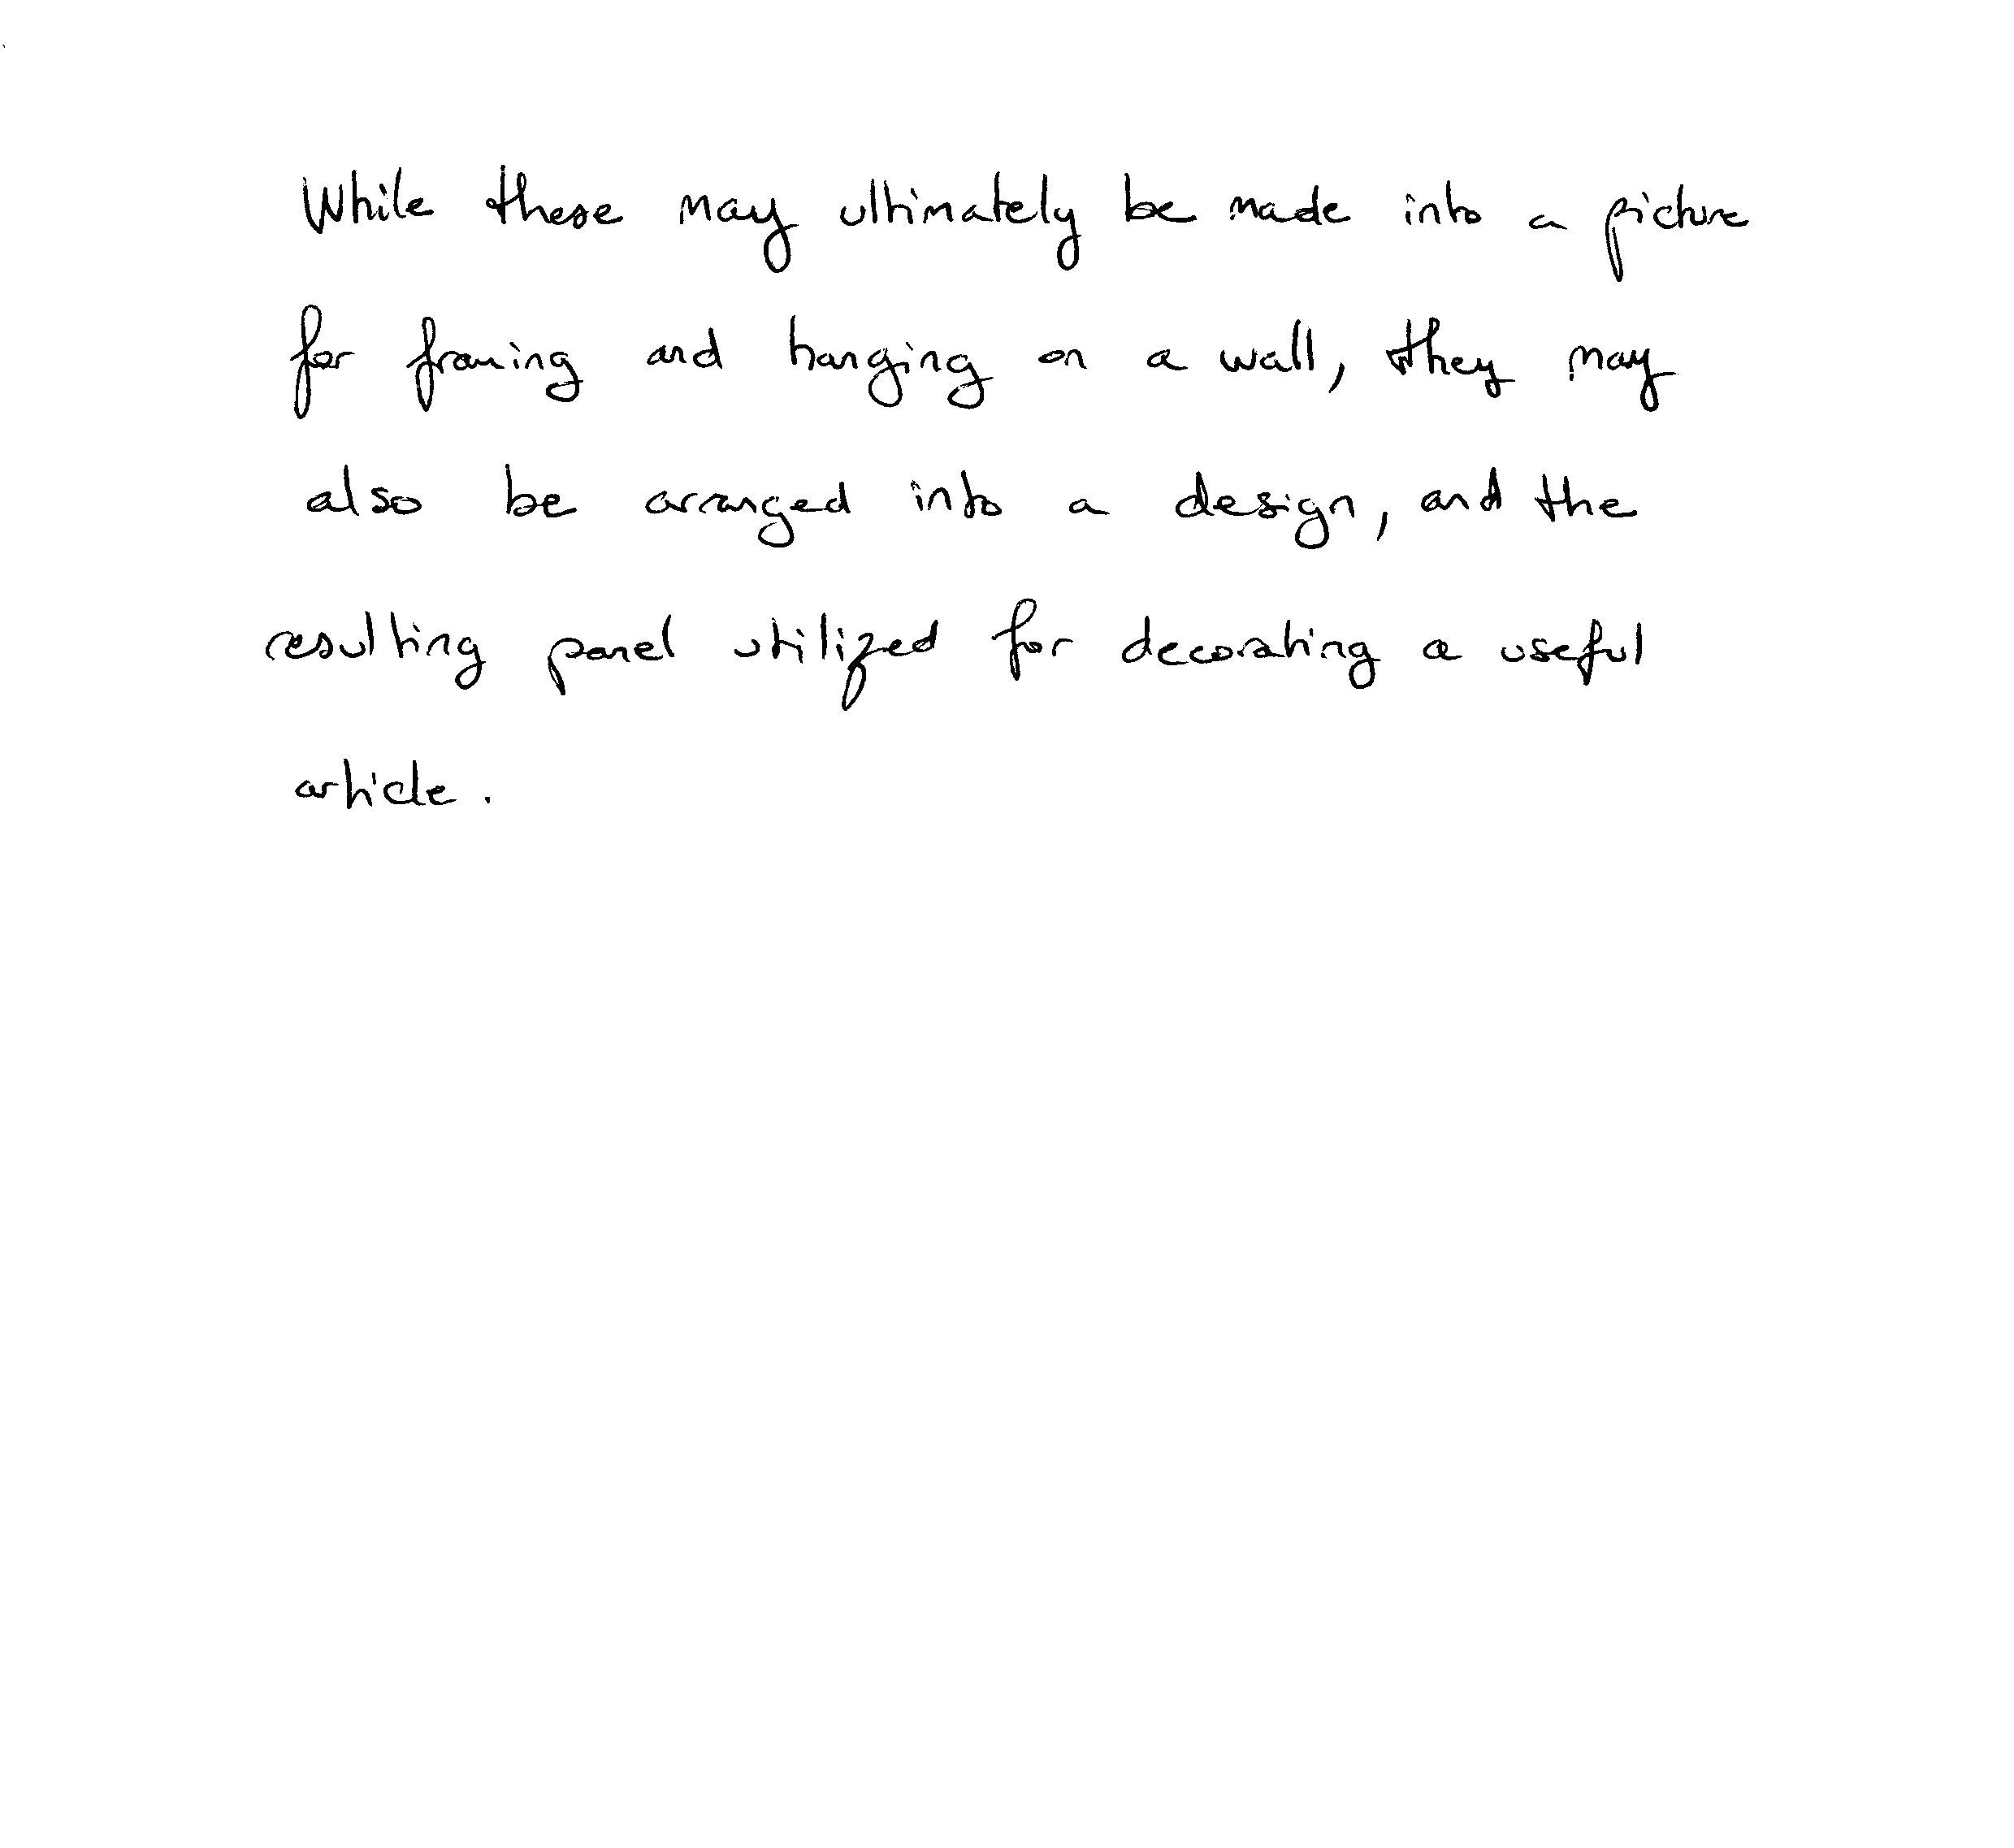 While these may ultimately be made into a picture
for framing and hanging on a wall, they may
also be arranged into a design, and the
resulting panel utilized for decorating a useful
article.